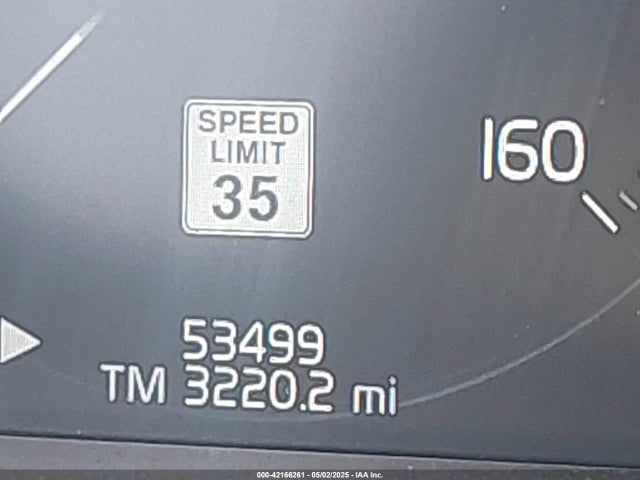 SPEED
LIMIT
35
160
53499
TM 3220.2 mi
000-42166261 - 05/02/2025 - IAA Inc.